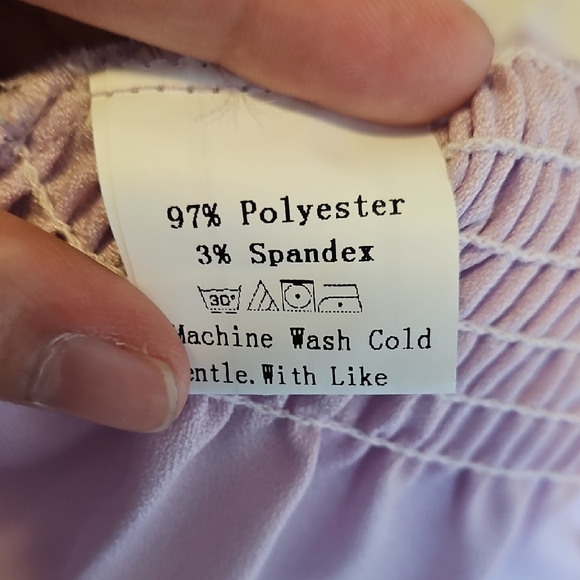 97% Polyester
3% Spandex
30°
Machine Wash Cold
entle.With Like